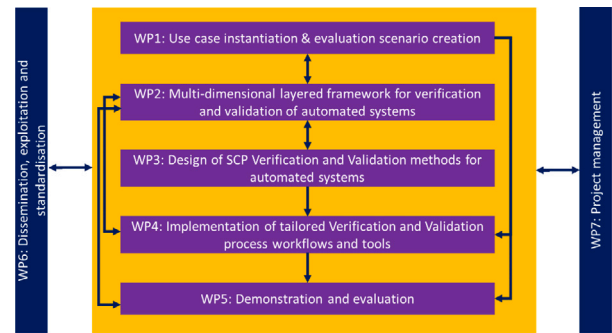 WP6: Dissemination, exploitation and
standardisation
WP1: Use case instantiation & evaluation scenario creation
WP2: Multi-dimensional layered framework for verification
and validation of automated systems
WP3: Design of SCP Verification and Validation methods for
automated systems
WP4: Implementation of tailored Verification and Validation
process workflows and tools
WP5: Demonstration and evaluation
WP7: Project management